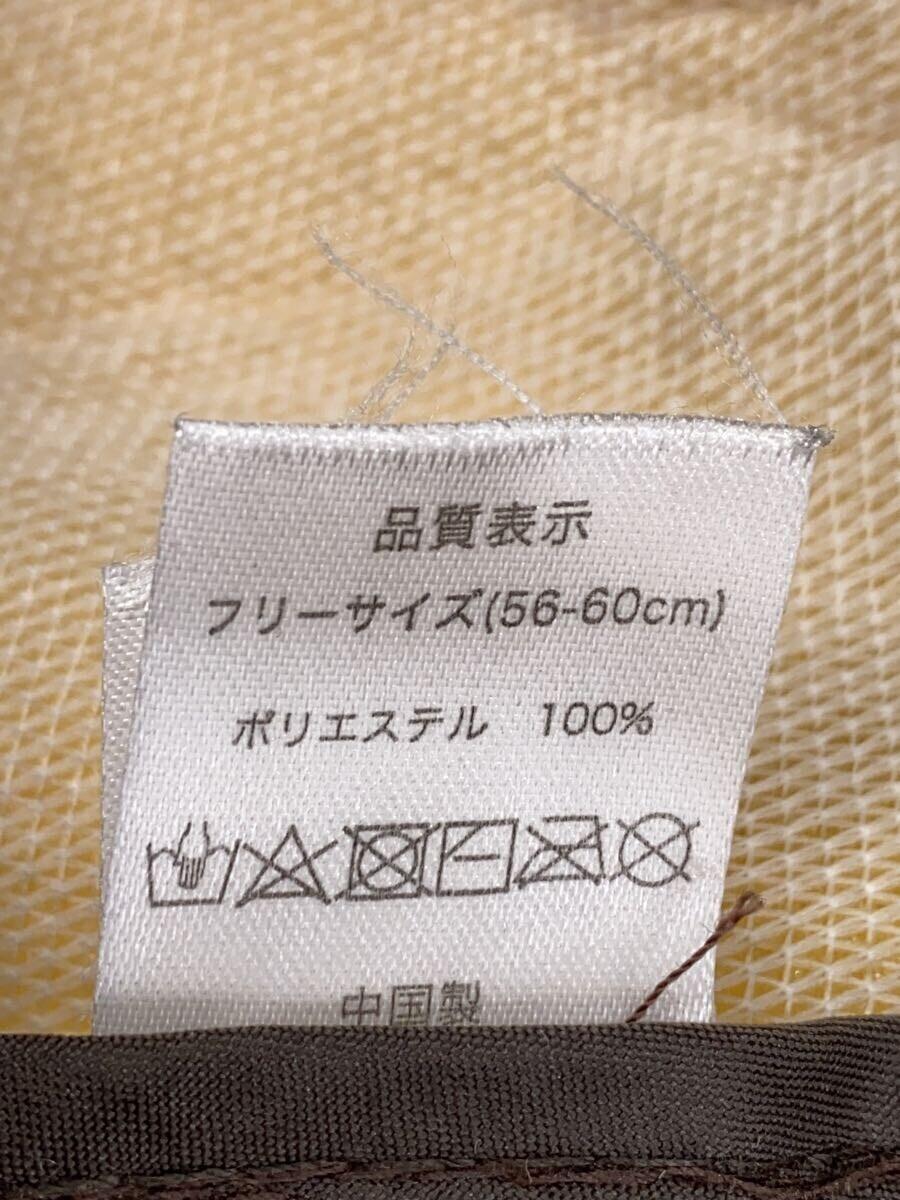 品質表示
フリーサイズ(56-60cm)
ポリエステル 100%
中国製